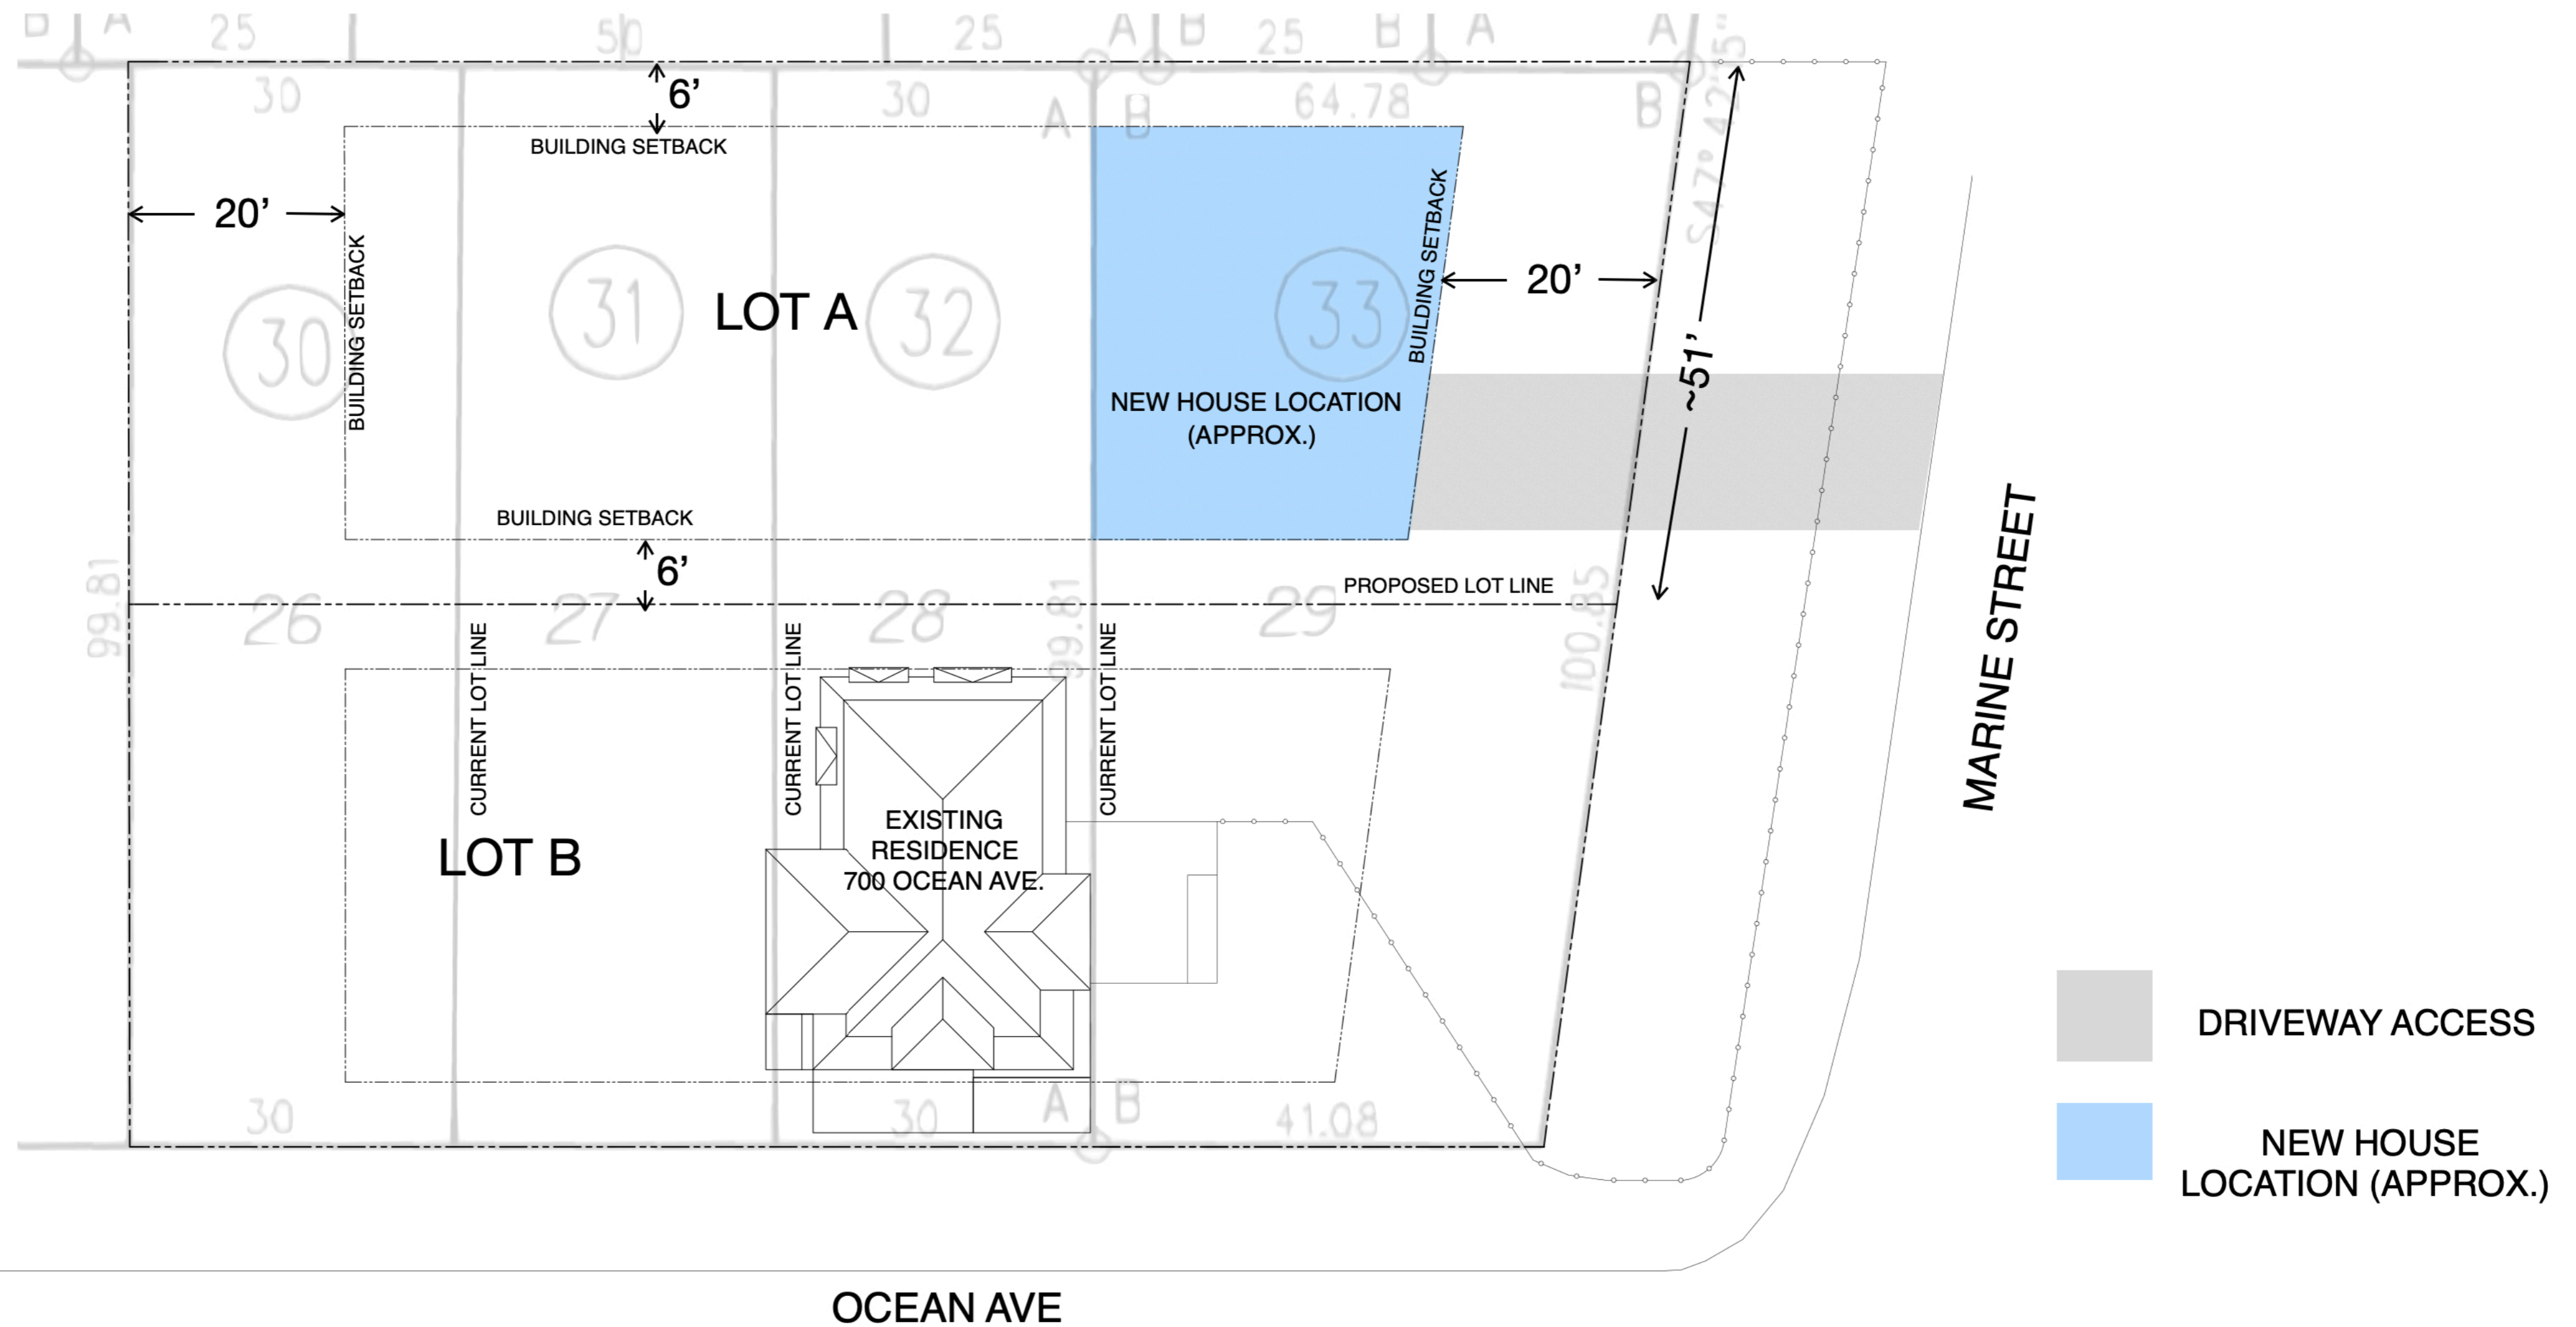 B A 25 50 25 A B 25 B A A
30 6' 30 A B 64.78 B S47°42'15"
BUILDING SETBACK
20'
BUILDING SETBACK
30
31
LOT A
32
33
NEW HOUSE LOCATION
(APPROX.)
BUILDING SETBACK
20'
~51'
BUILDING SETBACK
6'
PROPOSED LOT LINE
99.81
26
27
28
99.81
29
100.85
MARINE STREET
CURRENT LOT LINE
CURRENT LOT LINE
CURRENT LOT LINE
LOT B
EXISTING
RESIDENCE
700 OCEAN AVE.
30
30
A B
41.08
OCEAN AVE
DRIVEWAY ACCESS
NEW HOUSE
LOCATION (APPROX.)